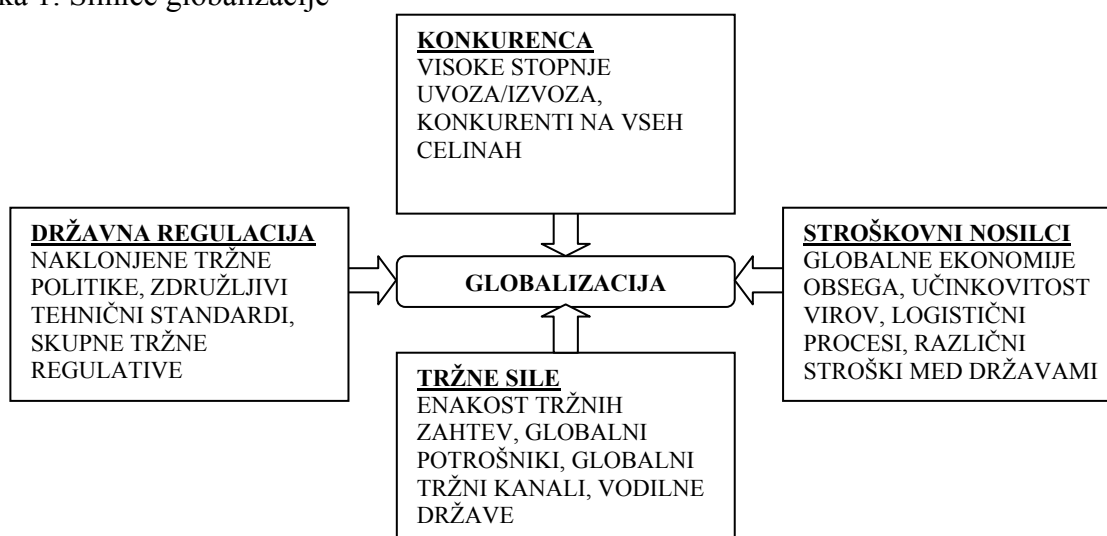 1: Silnice globalizacije
KONKURENCA
VISOKE STOPNJE
UVOZA/IZVOZA,
KONKURENTI NA VSEH
CELINAH
DRŽAVNA REGULACIJA
NAKLONJENE TRŽNE
POLITIKE, ZDRUŽLJIVI
TEHNIČNI STANDARDI,
SKUPNE TRŽNE
REGULATIVE
GLOBALIZACIJA
STROŠKOVNI NOSILCI
GLOBALNE EKONOMIJE
OBSEGA, UČINKOVITOST
VIROV, LOGISTIČNI
PROCESI, RAZLIČNI
STROŠKI MED DRŽAVAMI
TRŽNE SILE
ENAKOST TRŽNIH
ZAHTEV, GLOBALNI
POTROŠNIKI, GLOBALNI
TRŽNI KANALI, VODILNE
DRŽAVE